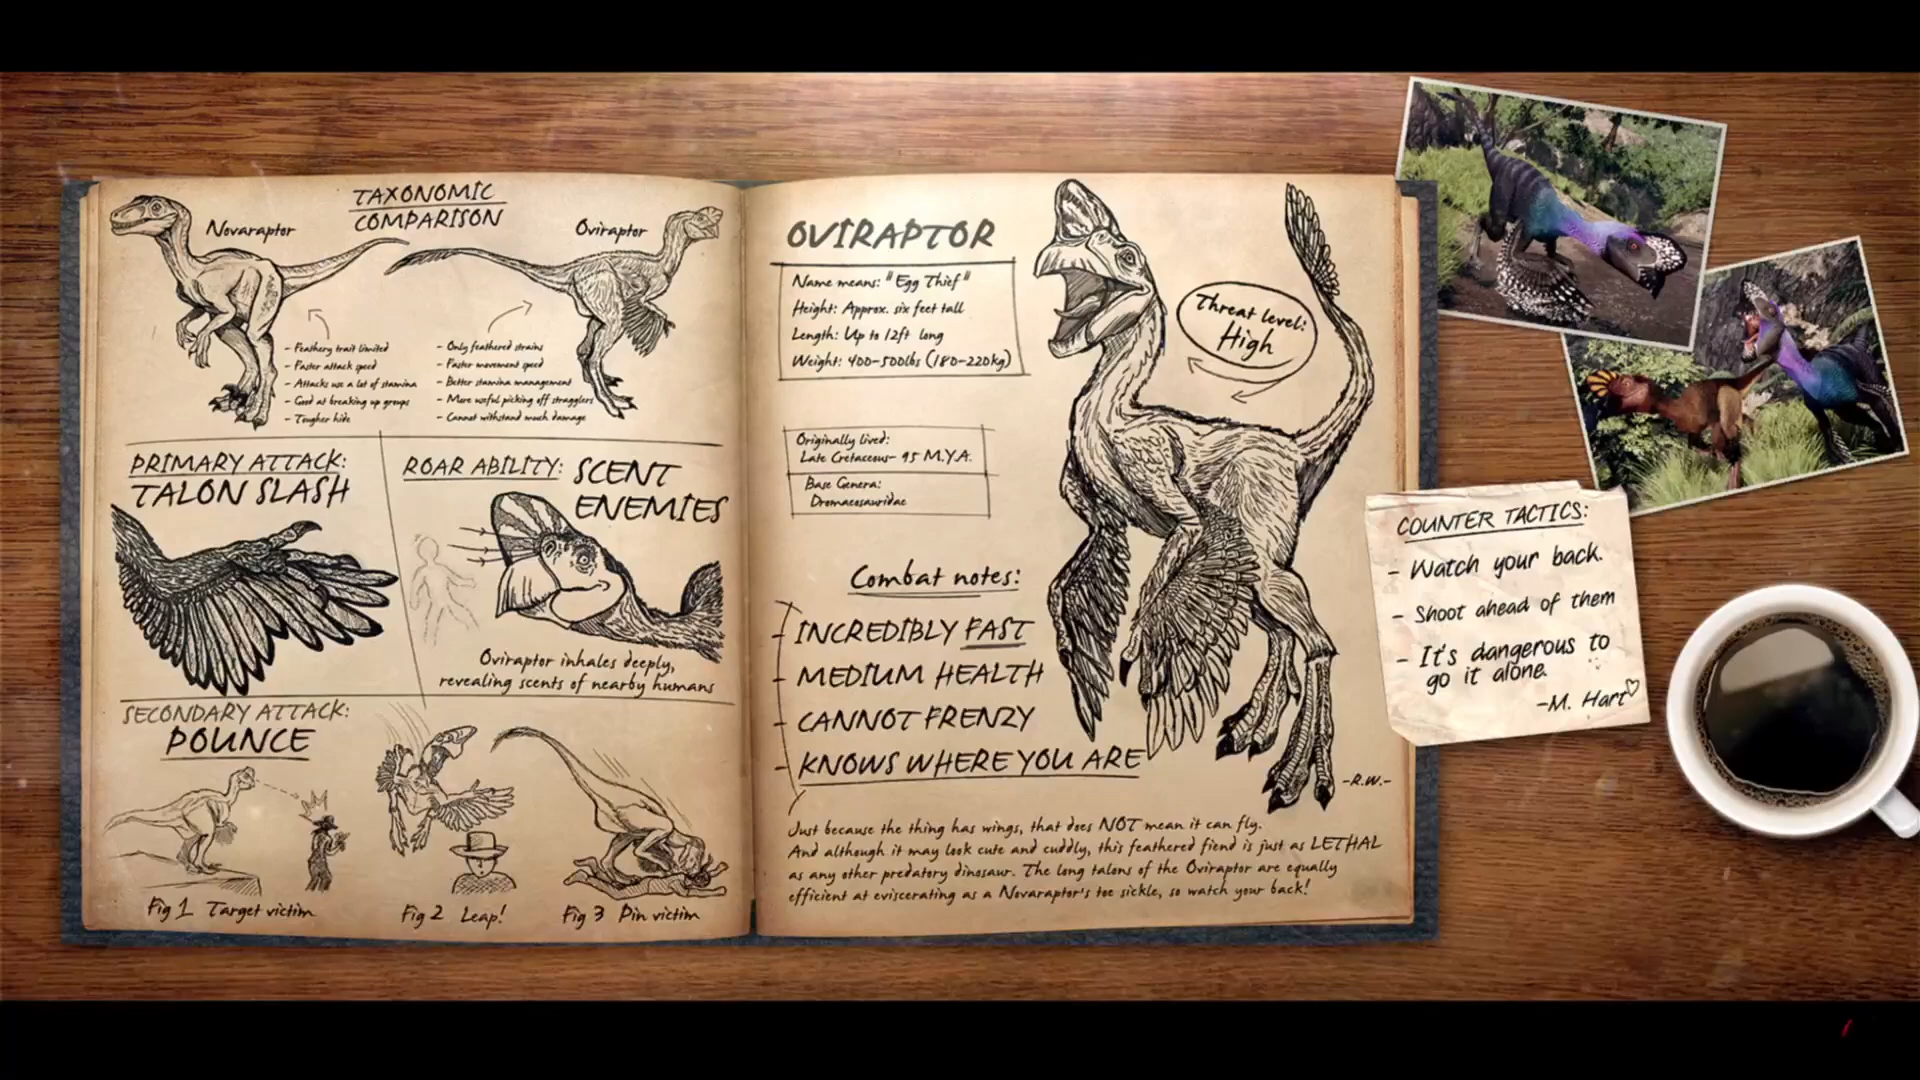 TAXONOMIC
COMPARISON
Novaraptor
Oviraptor
- Feathery trait limited
- Faster attack speed
- Attacks use a lot of stamina
- Good at breaking up groups
- Tougher hide
- Only feathered strains
- Faster movement speed
- Better stamina management
- More useful picking off stragglers
- Cannot withstand much damage
PRIMARY ATTACK:
TALON SLASH
ROAR ABILITY: SCENT
ENEMIES
Oviraptor inhales deeply,
revealing scents of nearby humans
SECONDARY ATTACK:
POUNCE
Fig 1 Target victim
Fig 2 Leap!
Fig 3 Pin victim
OVIRAPTOR
Name means: "Egg Thief"
Height: Approx. six feet tall
Length: Up to 12ft long
Weight: 400-500lbs (180-220kg)
Threat level:
High
Originally lived:
Late Cretaceous- 95 M.Y.A.
Base Genera:
Dromaeosauridae
Combat notes:
- INCREDIBLY FAST
- MEDIUM HEALTH
- CANNOT FRENZY
- KNOWS WHERE YOU ARE
-R.W.-
Just because the thing has wings, that does NOT mean it can fly.
And although it may look cute and cuddly, this feathered fiend is just as LETHAL
as any other predatory dinosaur. The long talons of the Oviraptor are equally
efficient at eviscerating as a Novaraptor's toe sickle, so watch your back!
COUNTER TACTICS:
- Watch your back.
- Shoot ahead of them
- It's dangerous to
go it alone.
-M. Hart♡